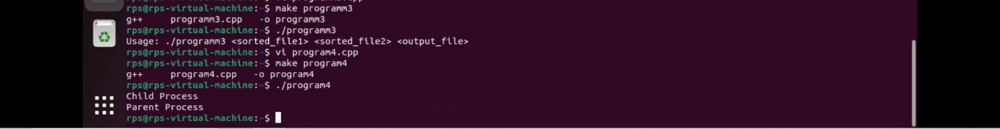 rps@rps-virtual-machine:~$ make programm3
g++     programm3.cpp   -o programm3
rps@rps-virtual-machine:~$ ./programm3
Usage: ./programm3 <sorted_file1> <sorted_file2> <output_file>
rps@rps-virtual-machine:~$ vi program4.cpp
rps@rps-virtual-machine:~$ make program4
g++     program4.cpp   -o program4
rps@rps-virtual-machine:~$ ./program4
Child Process
Parent Process
rps@rps-virtual-machine:~$